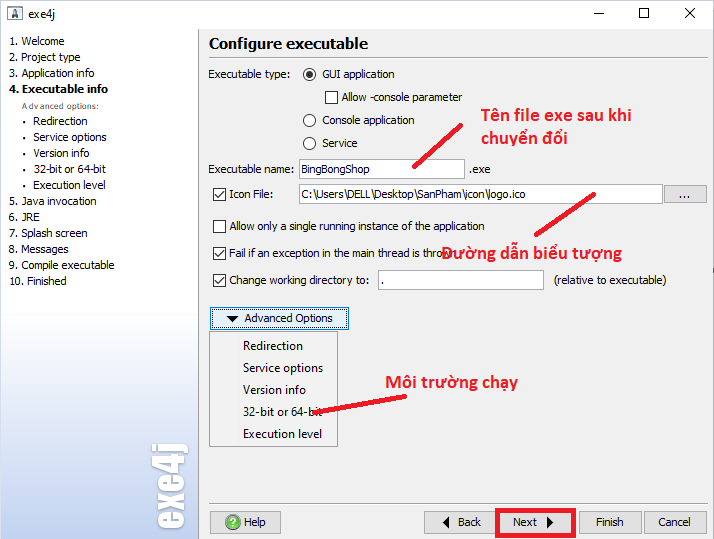 exe4j
1. Welcome
2. Project type
3. Application info
4. Executable info
Advanced options:
• Redirection
• Service options
• Version info
• 32-bit or 64-bit
• Execution level
5. Java invocation
6. JRE
7. Splash screen
8. Messages
9. Compile executable
10. Finished
exe4j
Configure executable
Executable type:
GUI application
Allow -console parameter
Console application
Service
Tên file exe sau khi
chuyển đổi
Executable name: BingBongShop .exe
Icon File: C:\Users\DELL\Desktop\SanPham\icon\logo.ico ...
Allow only a single running instance of the application
Fail if an exception in the main thread is thrown
Đường dẫn biểu tượng
Change working directory to: . (relative to executable)
Advanced Options
Redirection
Service options
Version info
32-bit or 64-bit
Execution level
Môi trường chạy
Help
Back
Next
Finish
Cancel